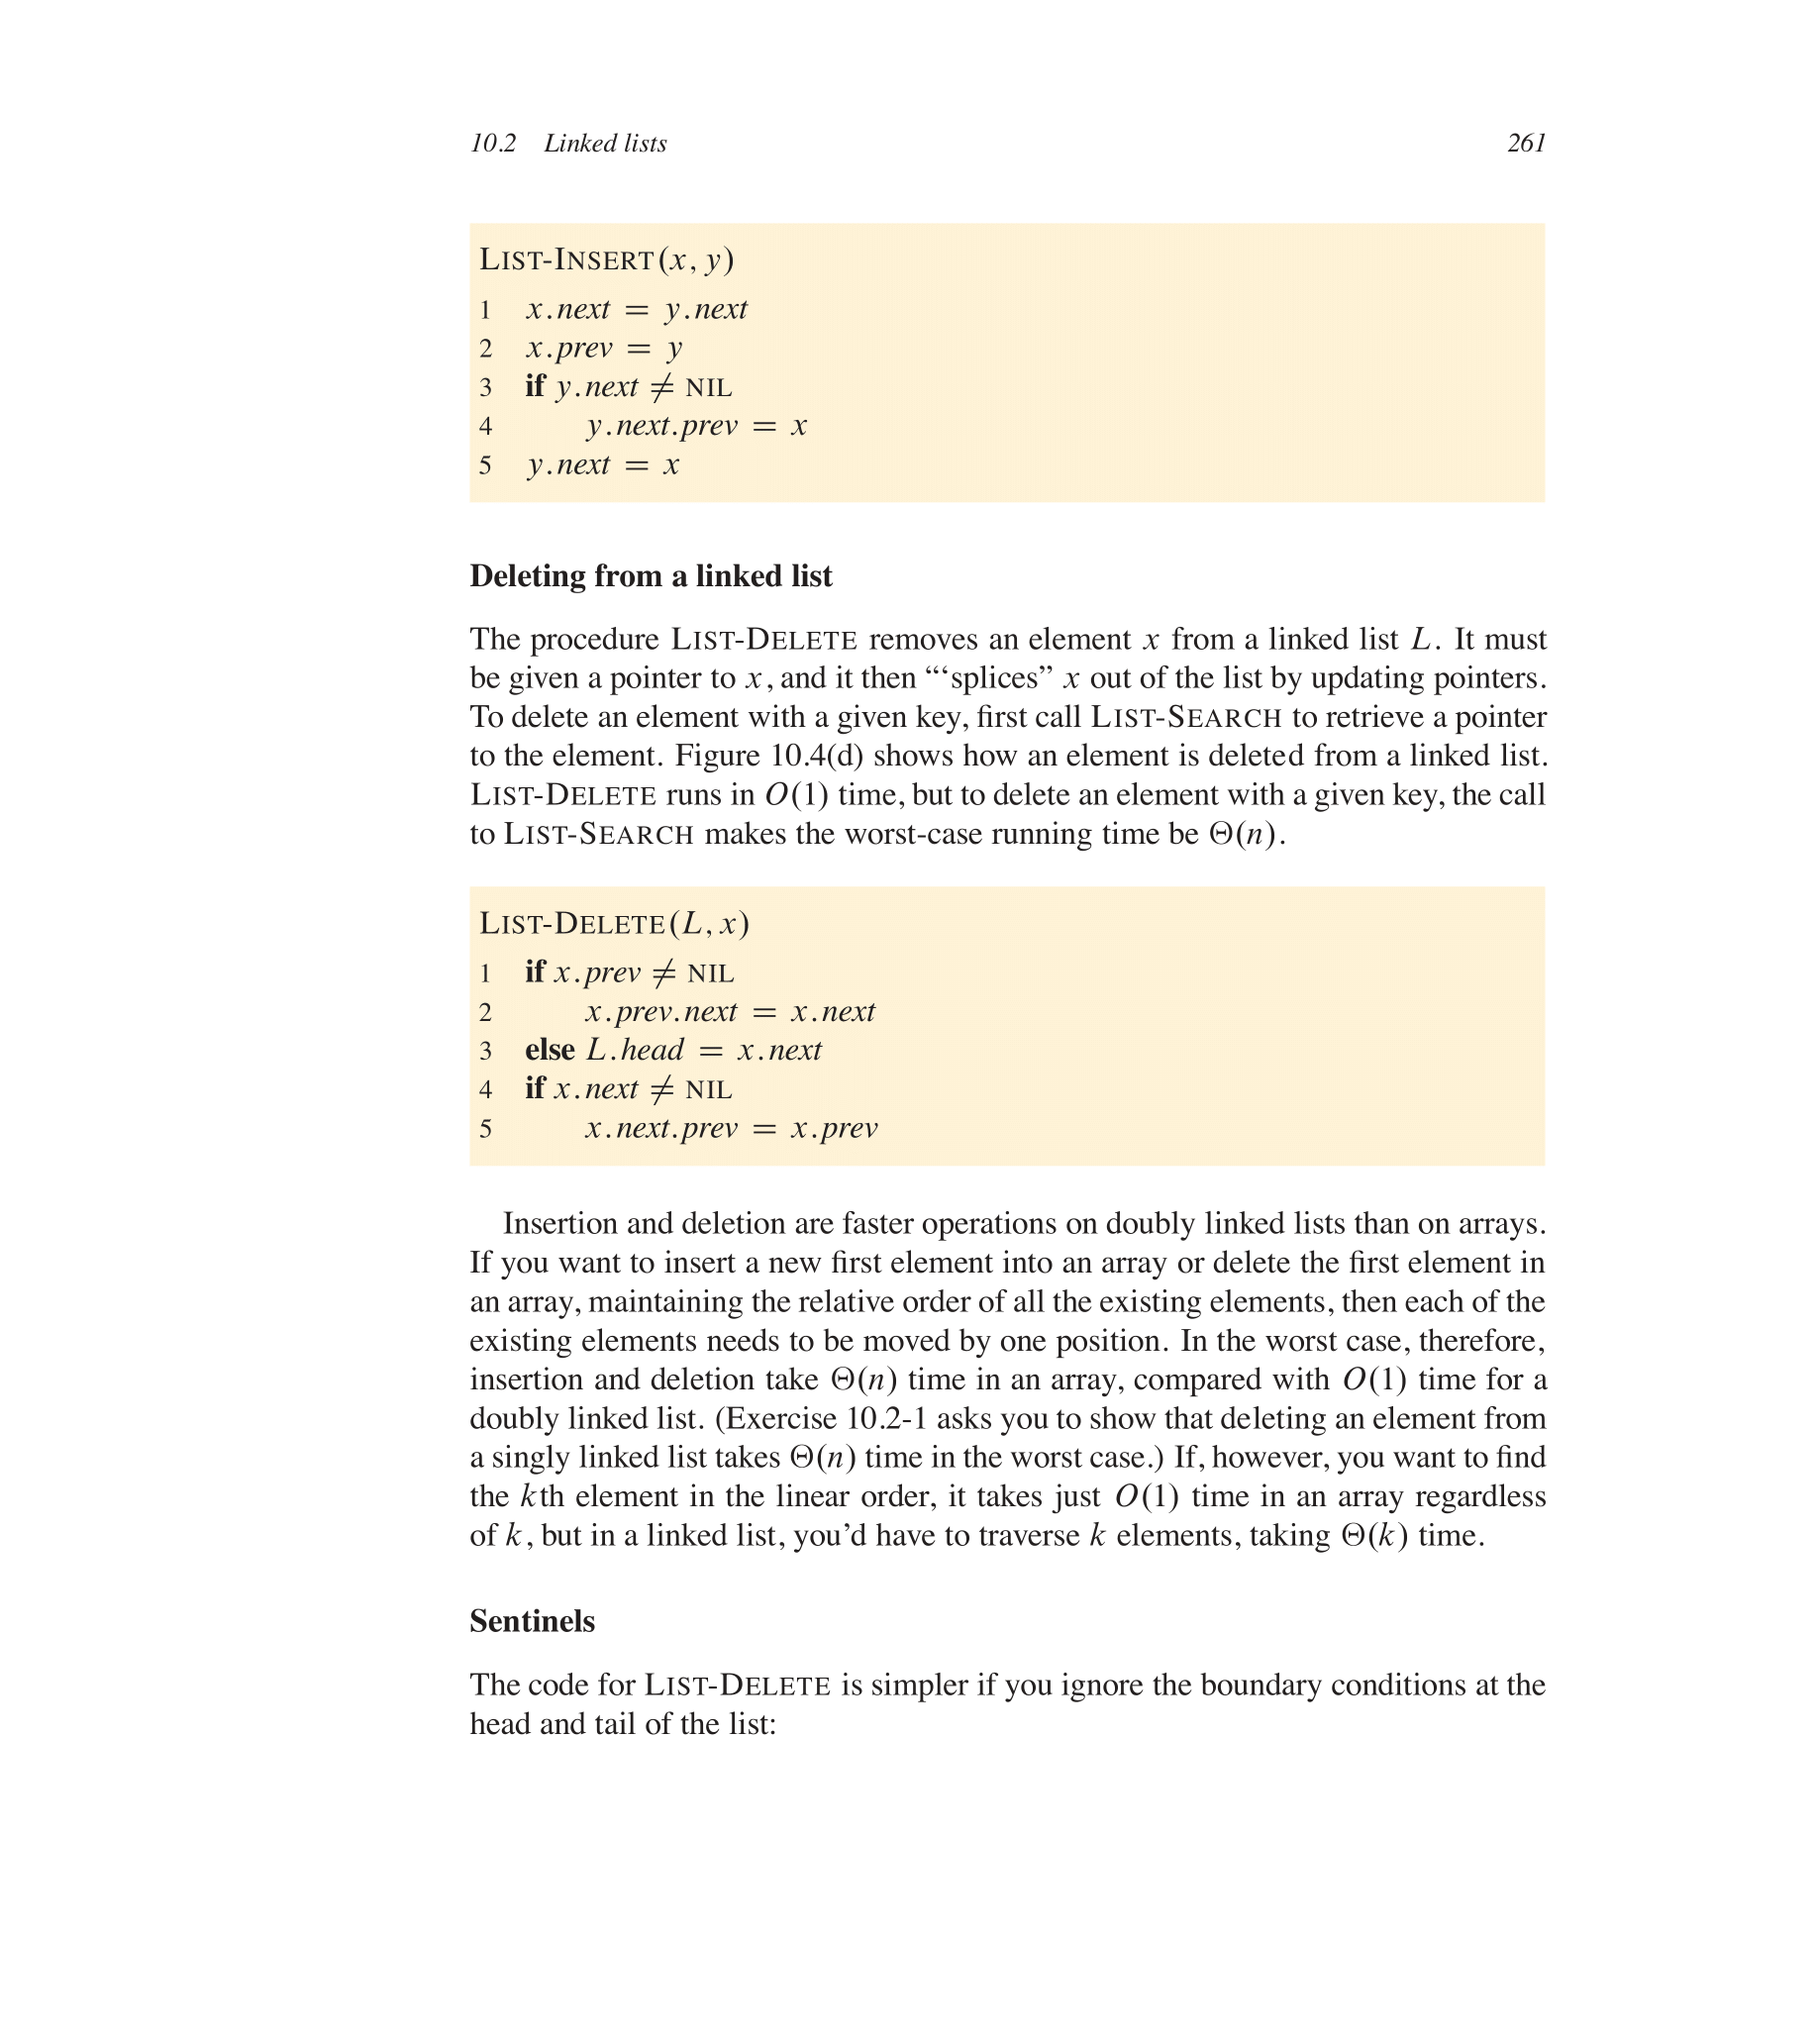 10.2 Linked lists 261
LIST-INSERT(x, y)
1 x.next = y.next
2 x.prev = y
3 if y.next ≠ NIL
4 y.next.prev = x
5 y.next = x
Deleting from a linked list
The procedure LIST-DELETE removes an element x from a linked list L. It must
be given a pointer to x, and it then “‘splices” x out of the list by updating pointers.
To delete an element with a given key, first call LIST-SEARCH to retrieve a pointer
to the element. Figure 10.4(d) shows how an element is deleted from a linked list.
LIST-DELETE runs in O(1) time, but to delete an element with a given key, the call
to LIST-SEARCH makes the worst-case running time be Θ(n).
LIST-DELETE(L, x)
1 if x.prev ≠ NIL
2 x.prev.next = x.next
3 else L.head = x.next
4 if x.next ≠ NIL
5 x.next.prev = x.prev
Insertion and deletion are faster operations on doubly linked lists than on arrays.
If you want to insert a new first element into an array or delete the first element in
an array, maintaining the relative order of all the existing elements, then each of the
existing elements needs to be moved by one position. In the worst case, therefore,
insertion and deletion take Θ(n) time in an array, compared with O(1) time for a
doubly linked list. (Exercise 10.2-1 asks you to show that deleting an element from
a singly linked list takes Θ(n) time in the worst case.) If, however, you want to find
the kth element in the linear order, it takes just O(1) time in an array regardless
of k, but in a linked list, you’d have to traverse k elements, taking Θ(k) time.
Sentinels
The code for LIST-DELETE is simpler if you ignore the boundary conditions at the
head and tail of the list: